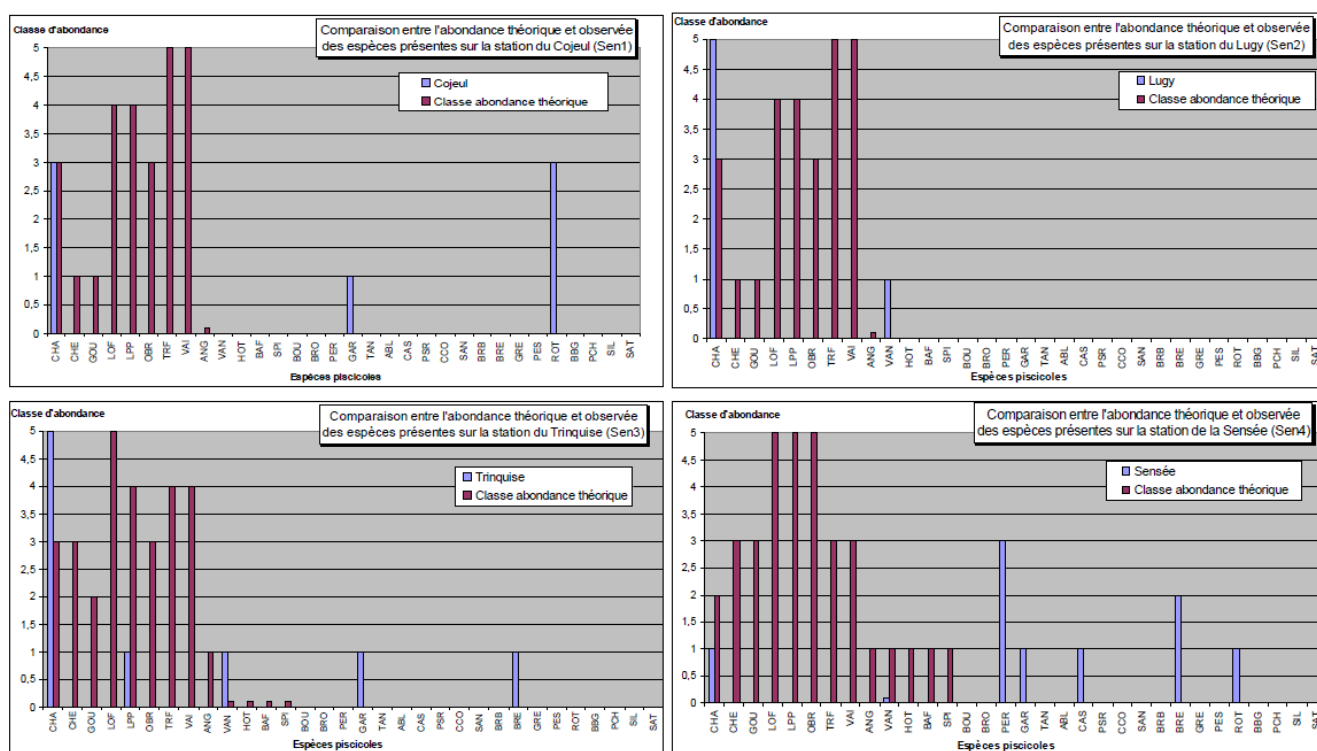 Classe d'abondance
Comparaison entre l'abondance théorique et observée
des espèces présentes sur la station du Cojeul (Sen1)
Cojeul
Classe abondance théorique
5
4,5
4
3,5
3
2,5
2
1,5
1
0,5
0
CHA CHE GOU LOF LPP OBR TRF VAI ANG VAN HOT BAF SPI BOU BRO PER GAR TAN ABL CAS PSR CCO SAN BRB BRE GRE PES ROT BBG PCH SIL SAT
Espèces piscicoles
Classe d'abondance
Comparaison entre l'abondance théorique et observée
des espèces présentes sur la station du Lugy (Sen2)
Lugy
Classe abondance théorique
5
4,5
4
3,5
3
2,5
2
1,5
1
0,5
0
CHA CHE GOU LOF LPP OBR TRF VAI ANG VAN HOT BAF SPI BOU BRO PER GAR TAN ABL CAS PSR CCO SAN BRB BRE GRE PES ROT BBG PCH SIL SAT
Espèces piscicoles
Classe d'abondance
Comparaison entre l'abondance théorique et observée
des espèces présentes sur la station du Trinquise (Sen3)
Trinquise
Classe abondance théorique
5
4,5
4
3,5
3
2,5
2
1,5
1
0,5
0
CHA CHE GOU LOF LPP OBR TRF VAI ANG VAN HOT BAF SPI BOU BRO PER GAR TAN ABL CAS PSR CCO SAN BRB BRE GRE PES ROT BBG PCH SIL SAT
Espèces piscicoles
Classe d'abondance
Comparaison entre l'abondance théorique et observée
des espèces présentes sur la station de la Sensée (Sen4)
Sensée
Classe abondance théorique
5
4,5
4
3,5
3
2,5
2
1,5
1
0,5
0
CHA CHE GOU LOF LPP OBR TRF VAI ANG VAN HOT BAF SPI BOU BRO PER GAR TAN ABL CAS PSR CCO SAN BRB BRE GRE PES ROT BBG PCH SIL SAT
Espèces piscicoles